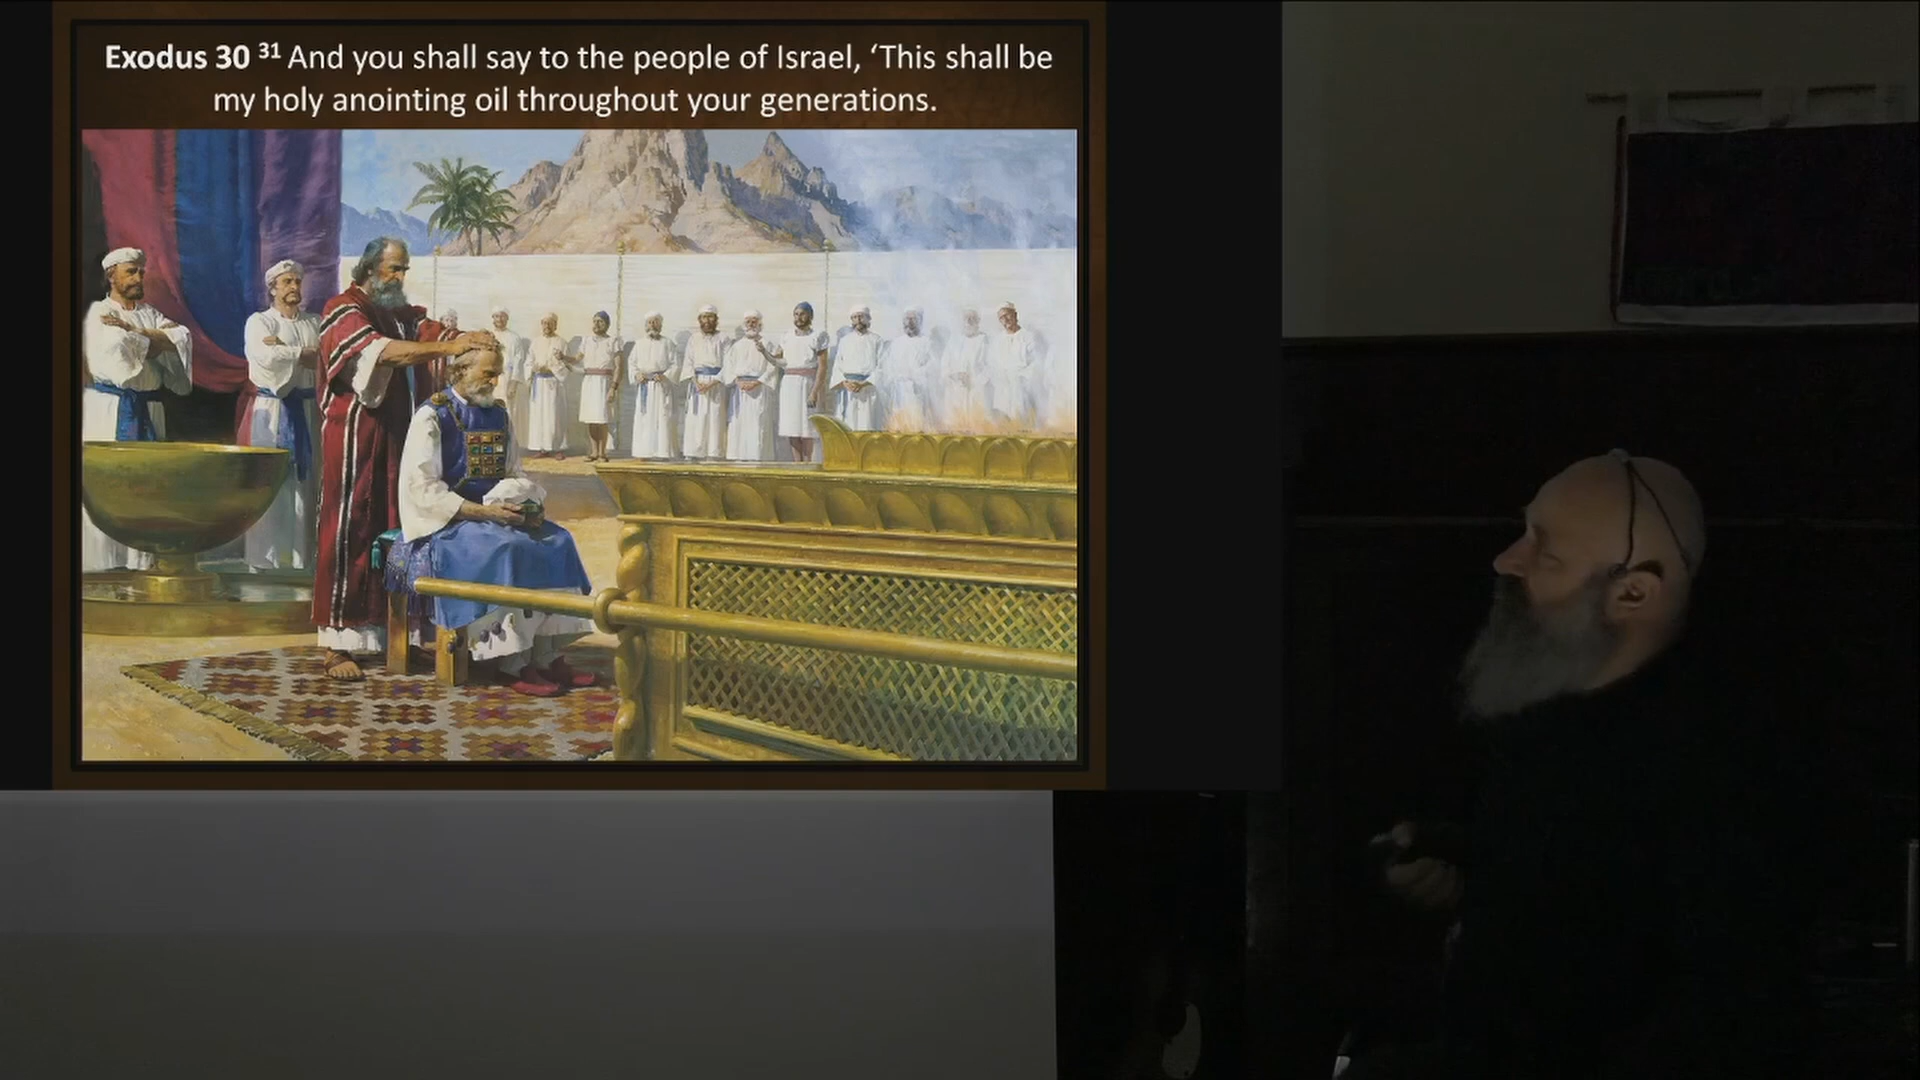 Exodus 30 31 And you shall say to the people of Israel, ‘This shall be
my holy anointing oil throughout your generations.